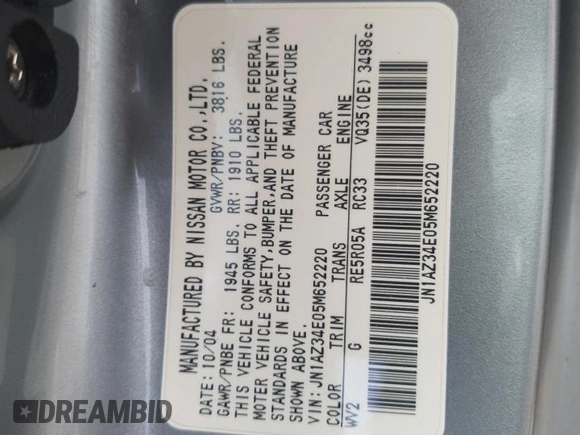 MANUFACTURED BY NISSAN MOTOR CO.,LTD.
DATE: 10/04 GVWR/PNBV: 3816 LBS.
GAWR/PNBE FR: 1945 LBS. RR: 1910 LBS.
THIS VEHICLE CONFORMS TO ALL APPLICABLE FEDERAL
MOTER VEHICLE SAFETY,BUMPER,AND THEFT PREVENTION
STANDARDS IN EFFECT ON THE DATE OF MANUFACTURE
SHOWN ABOVE.
VIN: JN1AZ34E05M652220 PASSENGER CAR
COLOR TRIM TRANS AXLE ENGINE
WV2 G RE5R05A RC33 VQ35(DE) 3498cc
JN1AZ34E05M652220
DREAMBID